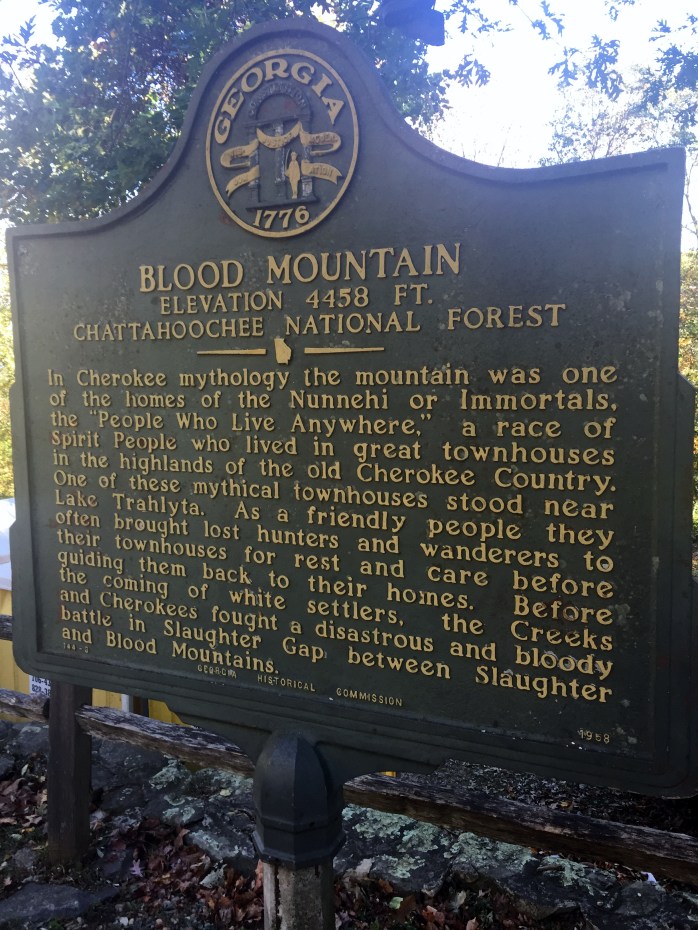 GEORGIA
1776
BLOOD MOUNTAIN
ELEVATION 4458 FT.
CHATTAHOOCHEE NATIONAL FOREST
In Cherokee mythology the mountain was one
of the homes of the Nunnehi or Immortals,
the "People Who Live Anywhere," a race of
Spirit People who lived in great townhouses
in the highlands of the old Cherokee Country.
One of these mythical townhouses stood near
Lake Trahlyta. As a friendly people they
often brought lost hunters and wanderers to
their townhouses for rest and care before
guiding them back to their homes. Before
the coming of white settlers, the Creeks
and Cherokees fought a disastrous and bloody
battle in Slaughter Gap between Slaughter
and Blood Mountains.
GEORGIA HISTORICAL COMMISSION